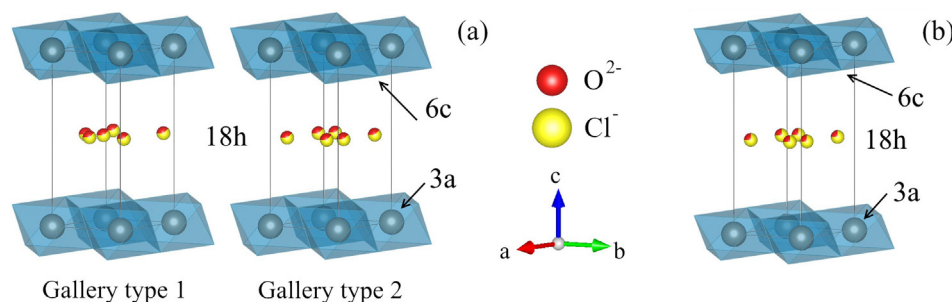 (a)
6c
18h
3a
Gallery type 1
Gallery type 2
O²⁻
Cl⁻
c
a
b
(b)
6c
18h
3a